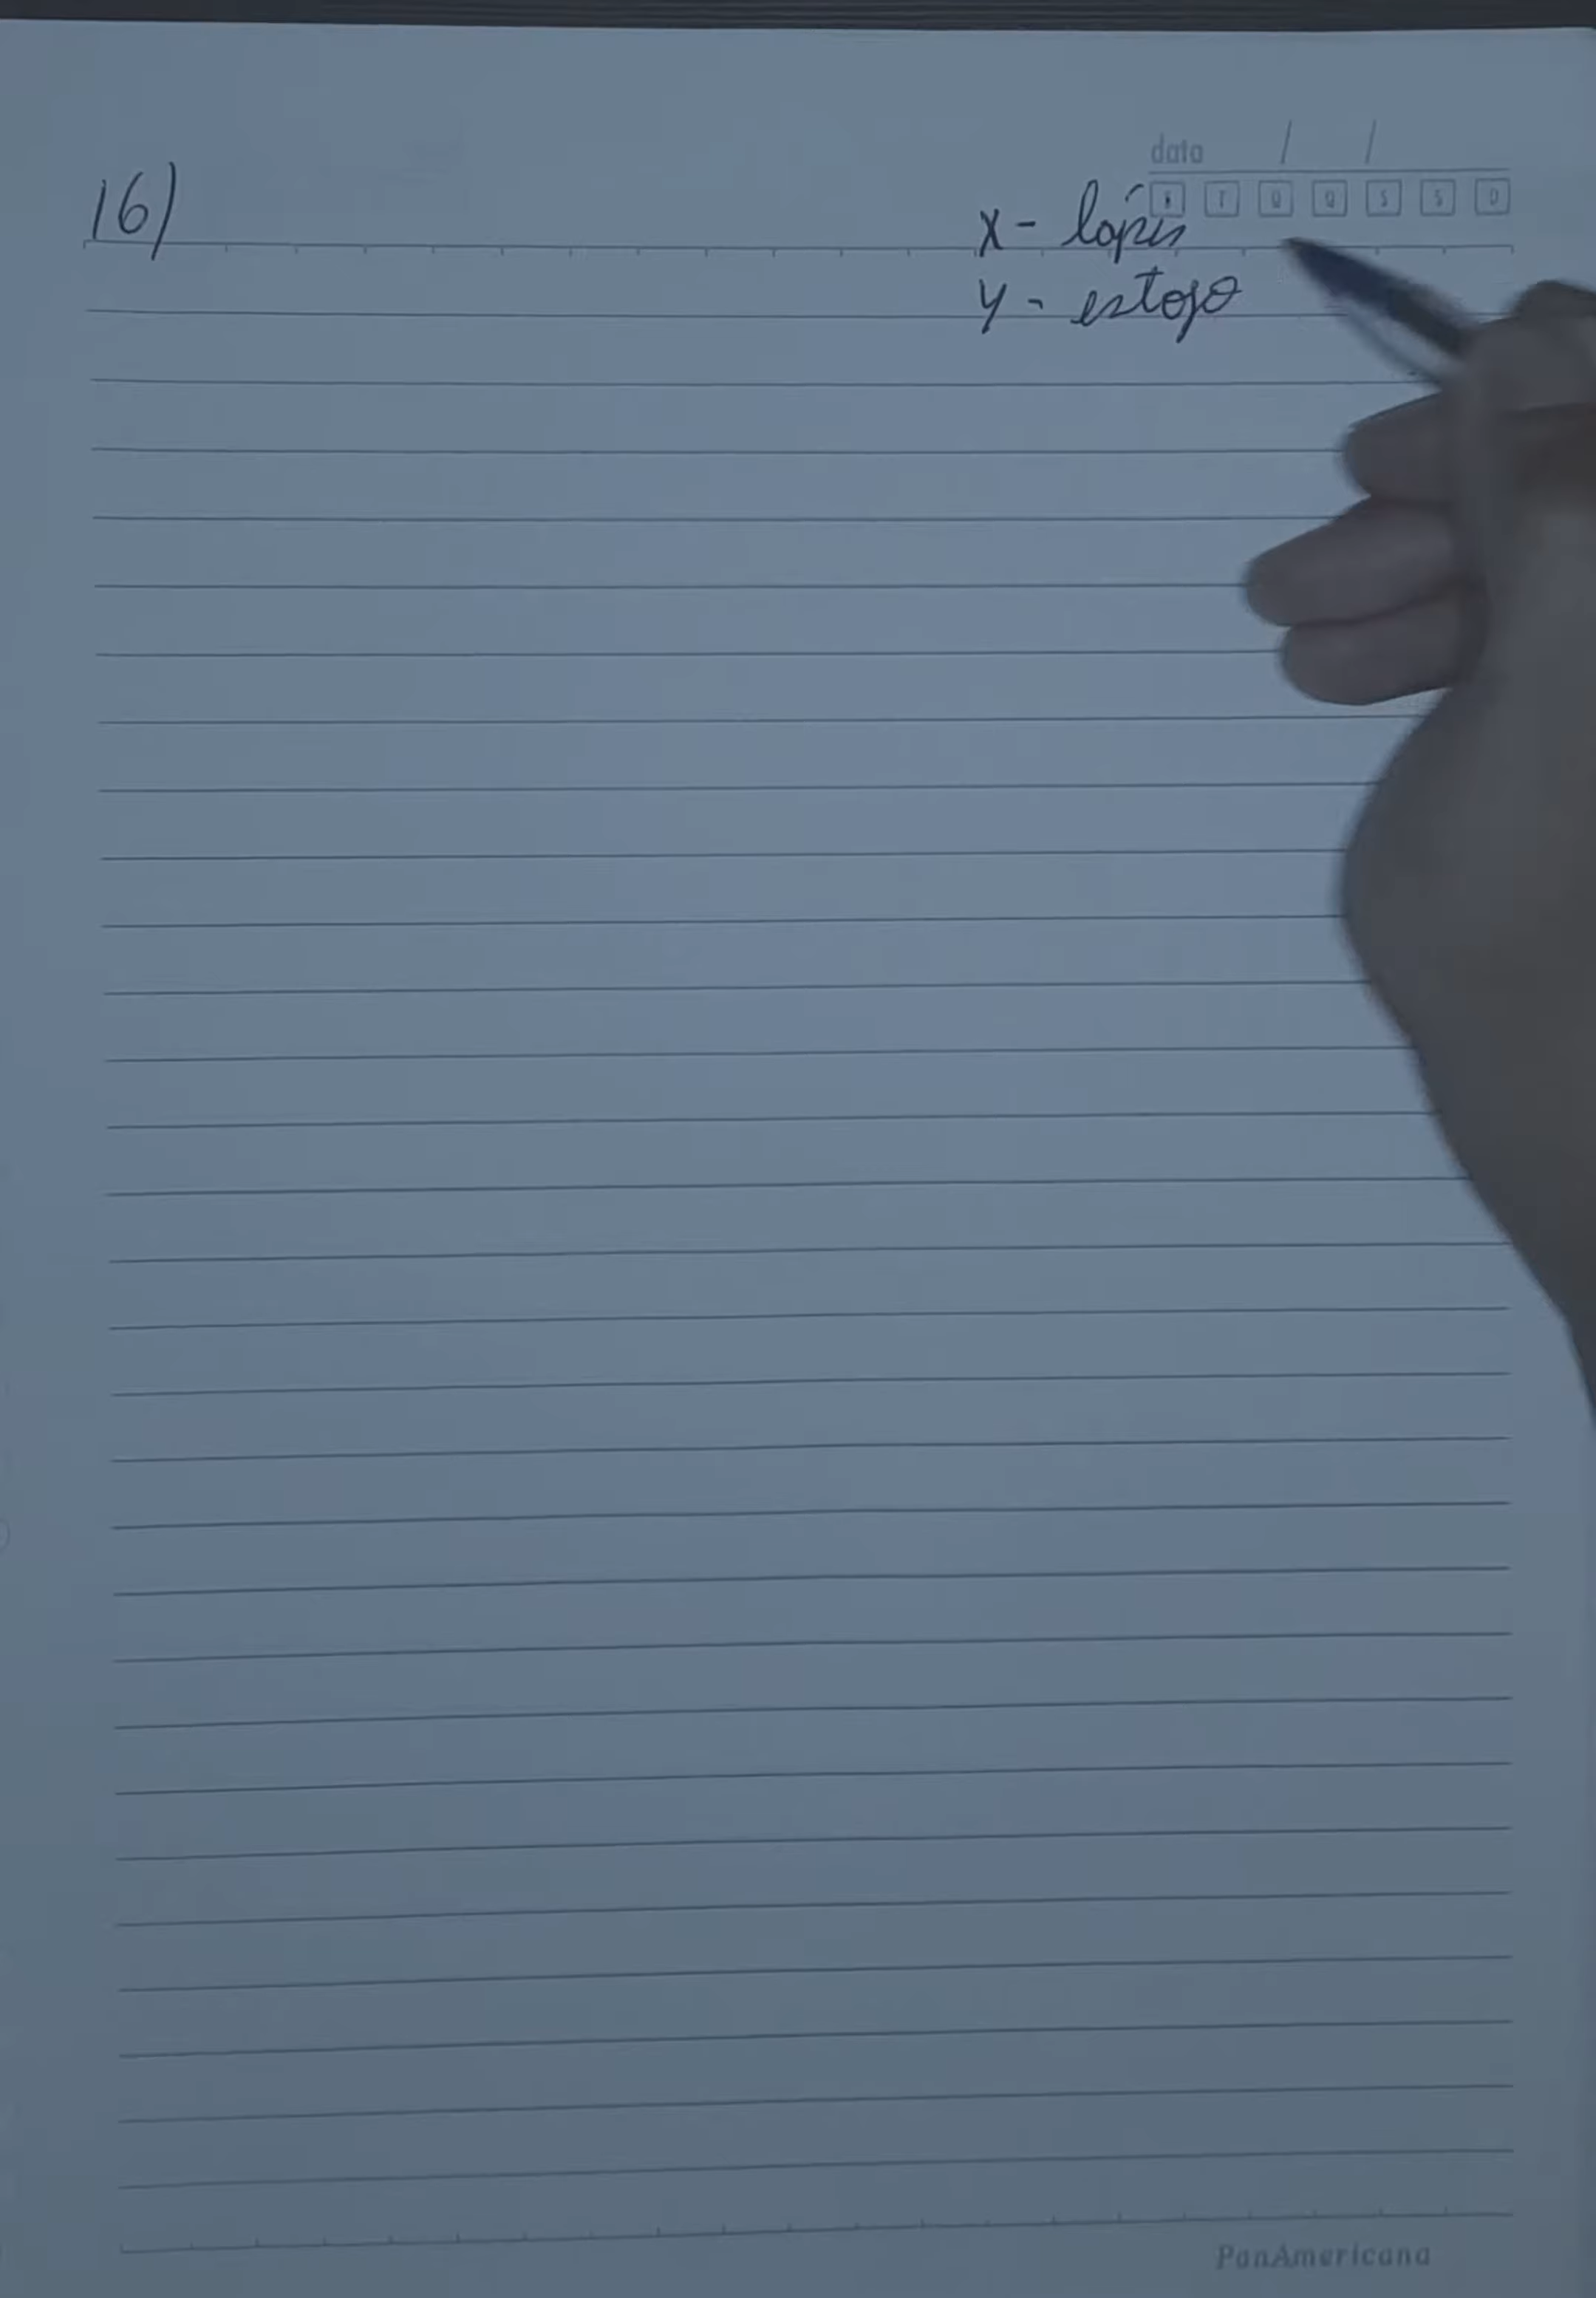 data / /
16) x - lápis S T Q Q S S D
y - estojo
PanAmericana